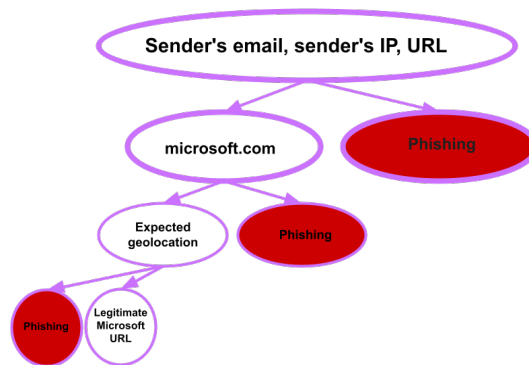 Sender's email, sender's IP, URL
microsoft.com
Phishing
Expected
geolocation
Phishing
Phishing
Legitimate
Microsoft
URL